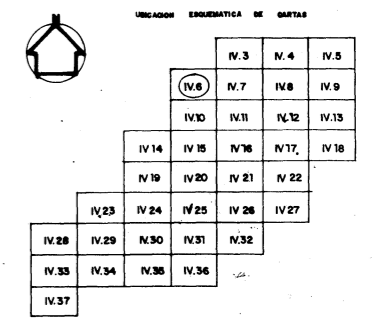 UBICACION ESQUEMATICA DE CARTAS
IV.3 IV.4 IV.5
IV.6 IV.7 IV.8 IV.9
IV.10 IV.11 IV.12 IV.13
IV 14 IV 15 IV 16 IV 17 IV 18
IV 19 IV 20 IV 21 IV 22
IV.23 IV 24 IV 25 IV 26 IV 27
IV.28 IV.29 IV.30 IV.31 IV.32
IV.33 IV.34 IV.35 IV.36
IV.37